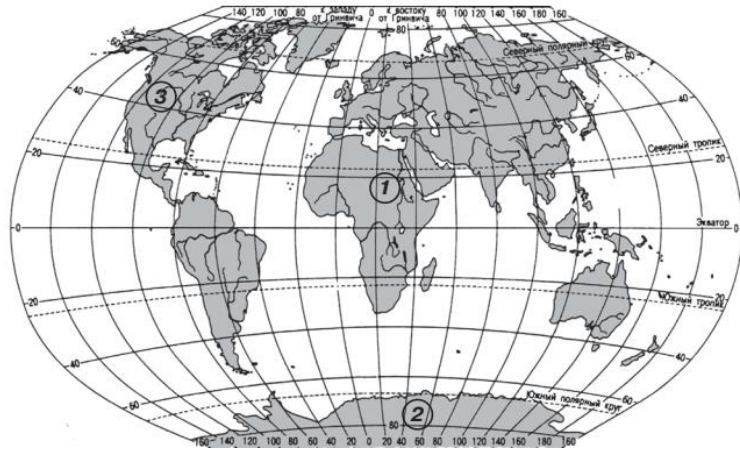 140 120 100 80 к западу от Гринвича 0 к востоку от Гринвича 80 100 120 140
80
60 Северный полярный круг 60
40 40 40
3
Северный тропик
20 20
1
Экватор
0 0
20 20
Южный тропик
40 40
60 60
Южный полярный круг
2
80
160 140 120 100 80 60 40 20 0 20 40 60 80 100 120 140 160 180 160